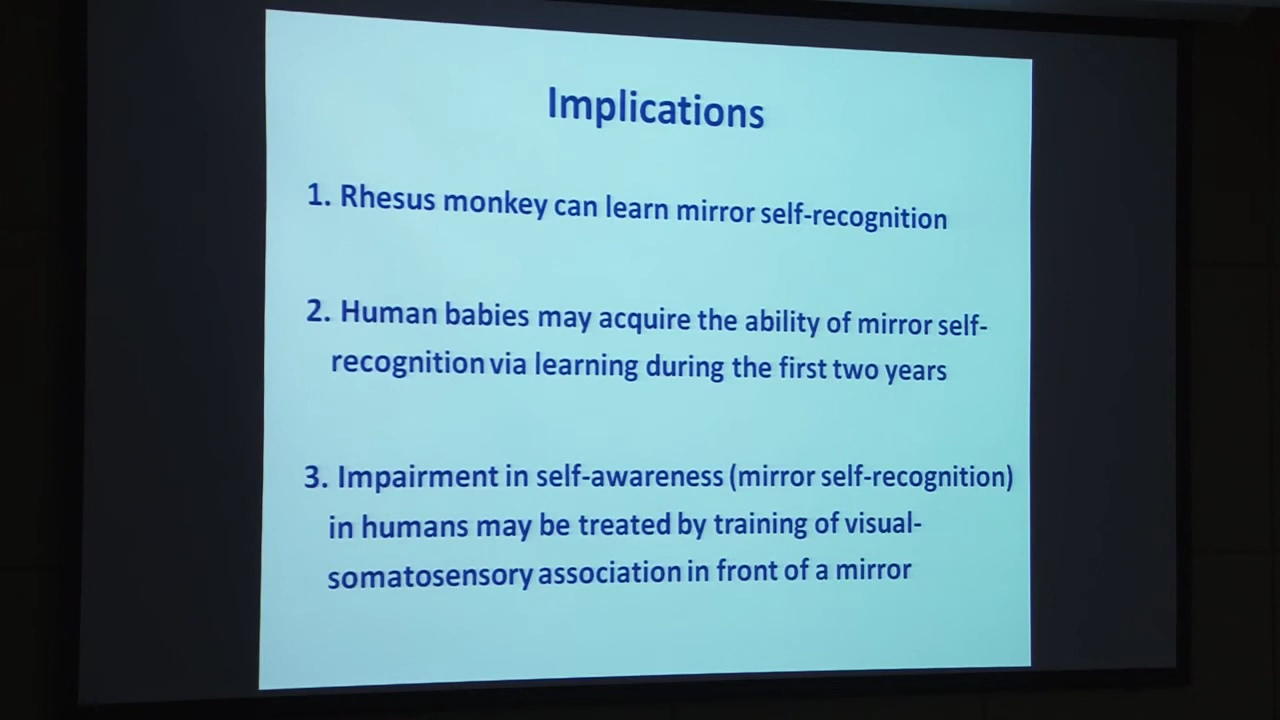 Implications
1. Rhesus monkey can learn mirror self-recognition
2. Human babies may acquire the ability of mirror self-
recognition via learning during the first two years
3. Impairment in self-awareness (mirror self-recognition)
in humans may be treated by training of visual-
somatosensory association in front of a mirror